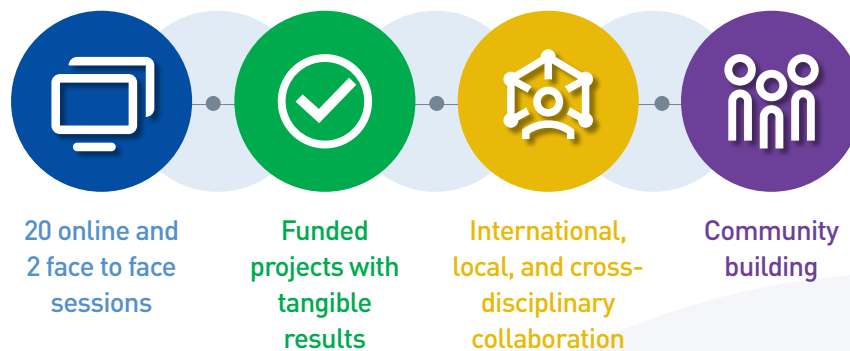 20 online and
2 face to face
sessions
Funded
projects with
tangible
results
International,
local, and cross-
disciplinary
collaboration
Community
building